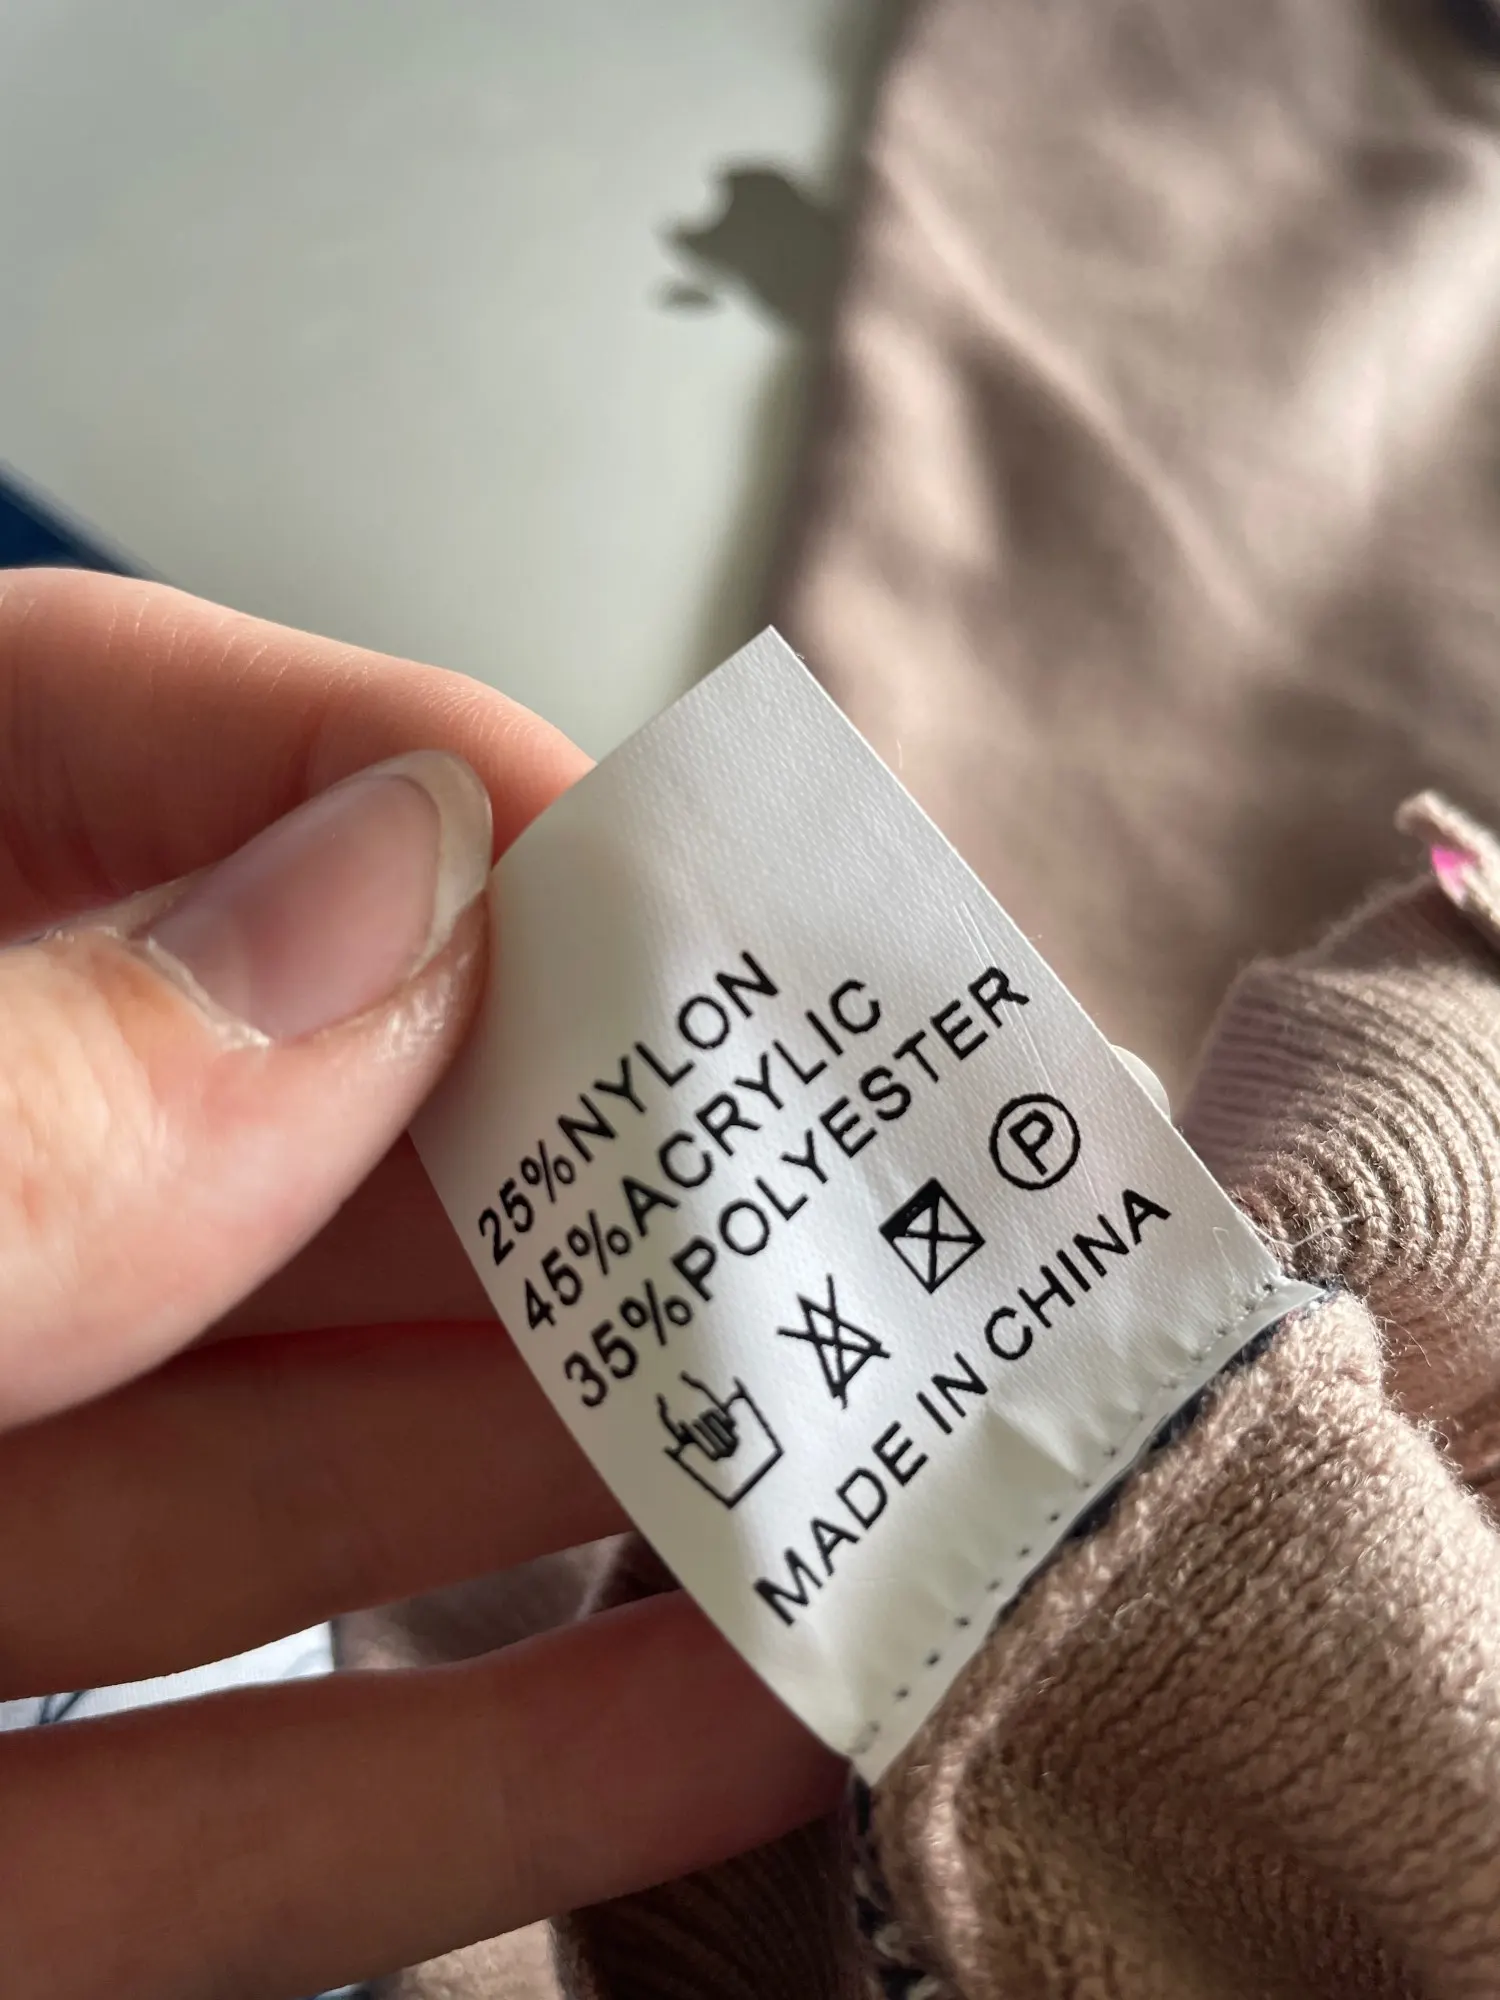 25%NYLON
45%ACRYLIC
35%POLYESTER
P
MADE IN CHINA